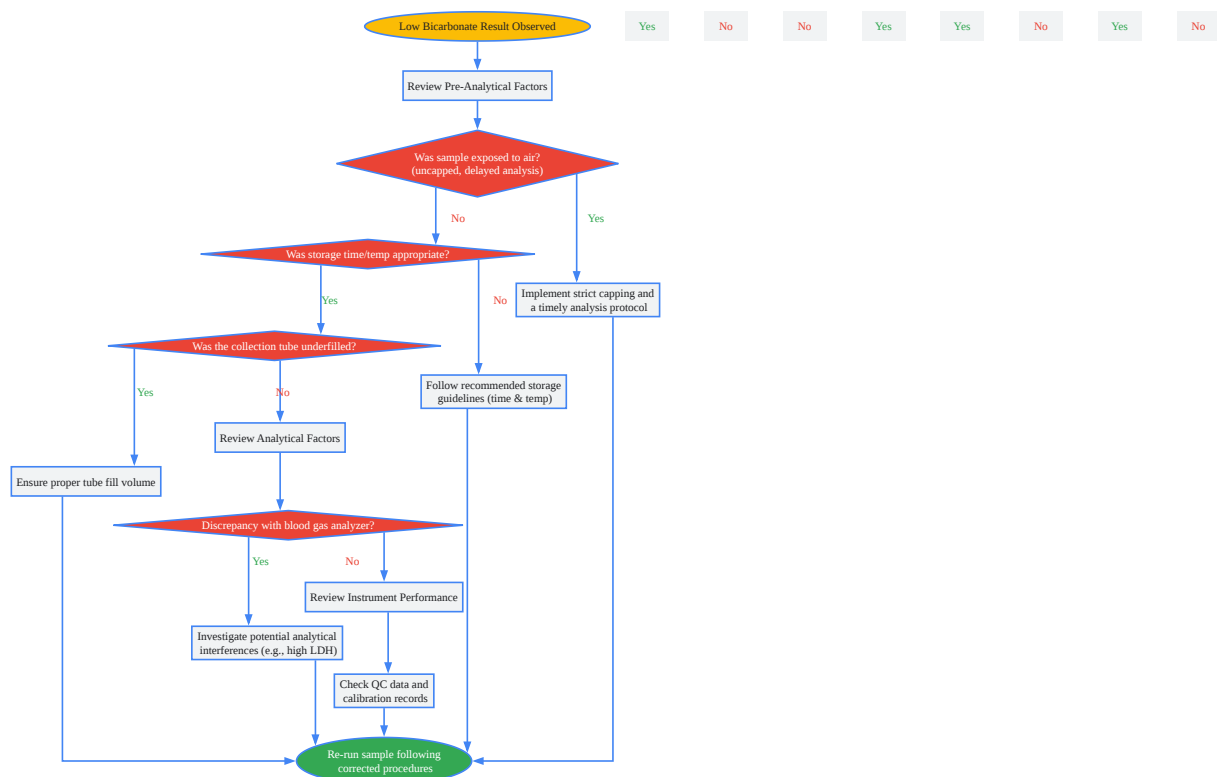 Low Bicarbonate Result Observed
Yes
No
No
Yes
Yes
No
Yes
No
Review Pre-Analytical Factors
Was sample exposed to air?
(uncapped, delayed analysis)
No
Yes
Was storage time/temp appropriate?
Yes
No
Implement strict capping and
a timely analysis protocol
Was the collection tube underfilled?
Yes
No
Follow recommended storage
guidelines (time & temp)
Review Analytical Factors
Ensure proper tube fill volume
Discrepancy with blood gas analyzer?
Yes
No
Review Instrument Performance
Investigate potential analytical
interferences (e.g., high LDH)
Check QC data and
calibration records
Re-run sample following
corrected procedures